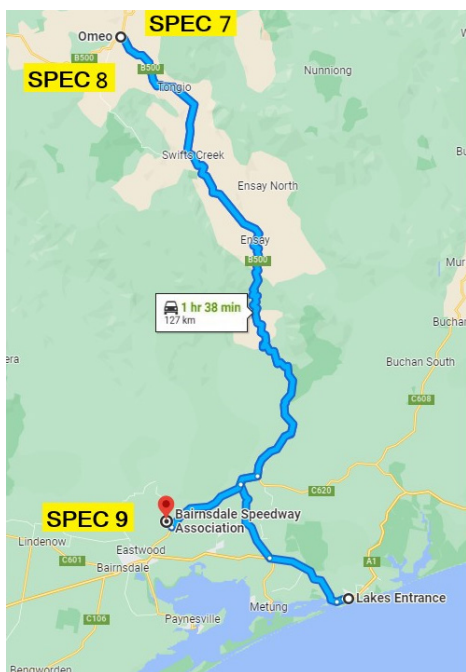 SPEC 7
Omeo
B500
SPEC 8
B500
Tongio
Nunniong
Swifts Creek
Ensay North
Ensay
B500
1 hr 38 min
127 km
Buchan South
C608
C620
SPEC 9
Bairnsdale Speedway
Association
Lindenow
Eastwood
C601
Bairnsdale
A1
Lakes Entrance
Metung
C106
Paynesville
Bengworden